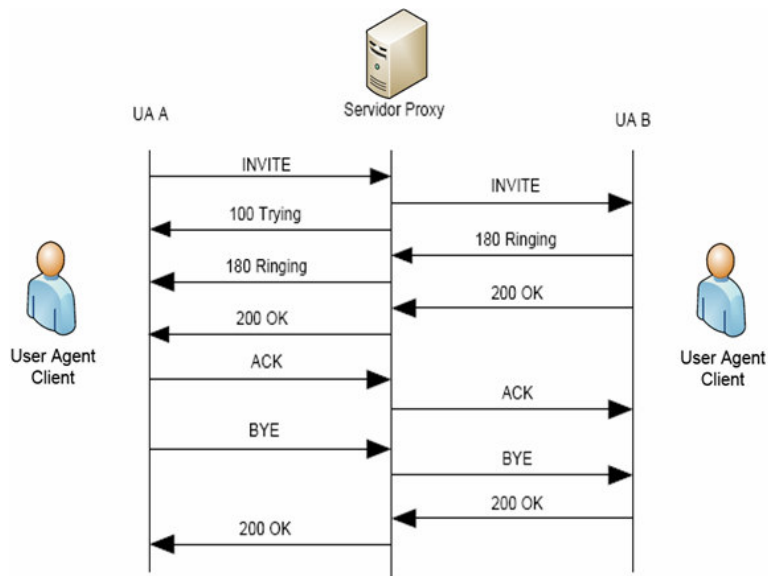 Servidor Proxy
UA A
UA B
INVITE
INVITE
100 Trying
180 Ringing
180 Ringing
200 OK
200 OK
User Agent
Client
User Agent
Client
ACK
ACK
BYE
BYE
200 OK
200 OK